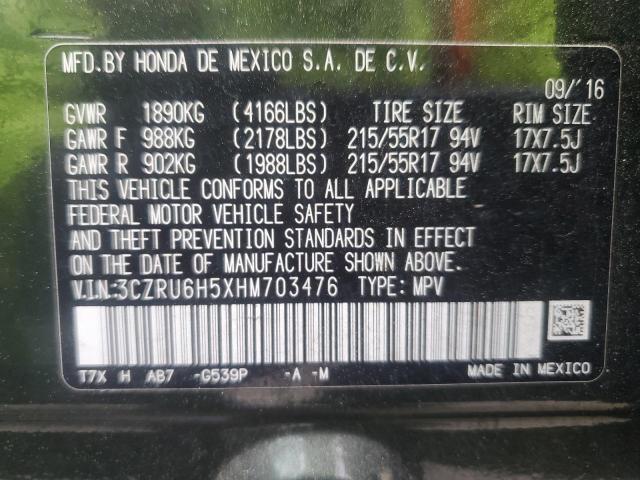 MFD.BY HONDA DE MEXICO S.A. DE C.V.
09/'16
GVWR 1890KG (4166LBS) TIRE SIZE RIM SIZE
GAWR F 988KG (2178LBS) 215/55R17 94V 17X7.5J
GAWR R 902KG (1988LBS) 215/55R17 94V 17X7.5J
THIS VEHICLE CONFORMS TO ALL APPLICABLE
FEDERAL MOTOR VEHICLE SAFETY
AND THEFT PREVENTION STANDARDS IN EFFECT
ON THE DATE OF MANUFACTURE SHOWN ABOVE.
V.I.N:3CZRU6H5XHM703476 TYPE: MPV
T7X H AB7 -G539P -A -M MADE IN MEXICO